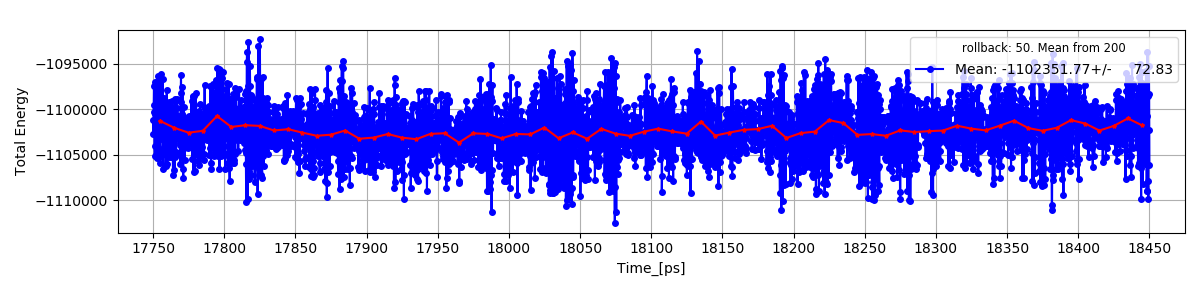 rollback: 50. Mean from 200
Mean: -1102351.77+/- 72.83
Total Energy
−1095000
−1100000
−1105000
−1110000
17750 17800 17850 17900 17950 18000 18050 18100 18150 18200 18250 18300 18350 18400 18450
Time_[ps]